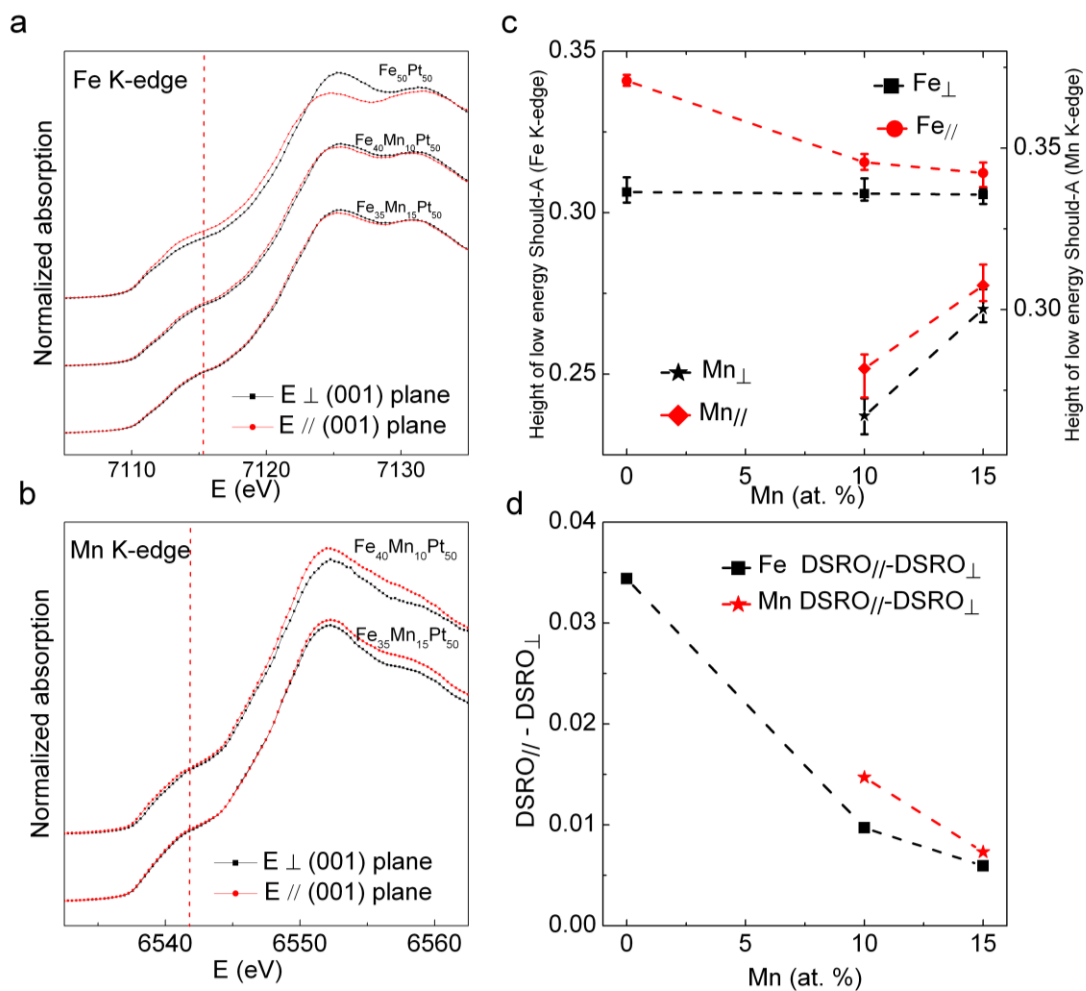 a
Fe K-edge
Fe50Pt50
Fe40Mn10Pt50
Fe35Mn15Pt50
E ⊥ (001) plane
E // (001) plane
Normalized absorption
7110 7120 7130
E (eV)
b
Mn K-edge
Fe40Mn10Pt50
Fe35Mn15Pt50
E ⊥ (001) plane
E // (001) plane
Normalized absorption
6540 6550 6560
E (eV)
c
Height of low energy Should-A (Fe K-edge)
0.35
0.30
0.25
Fe⊥
Fe//
Mn⊥
Mn//
0.35
0.30
Height of low energy Should-A (Mn K-edge)
0 5 10 15
Mn (at. %)
d
DSRO// - DSRO⊥
0.04
0.03
0.02
0.01
0.00
Fe DSRO//-DSRO⊥
Mn DSRO//-DSRO⊥
0 5 10 15
Mn (at. %)